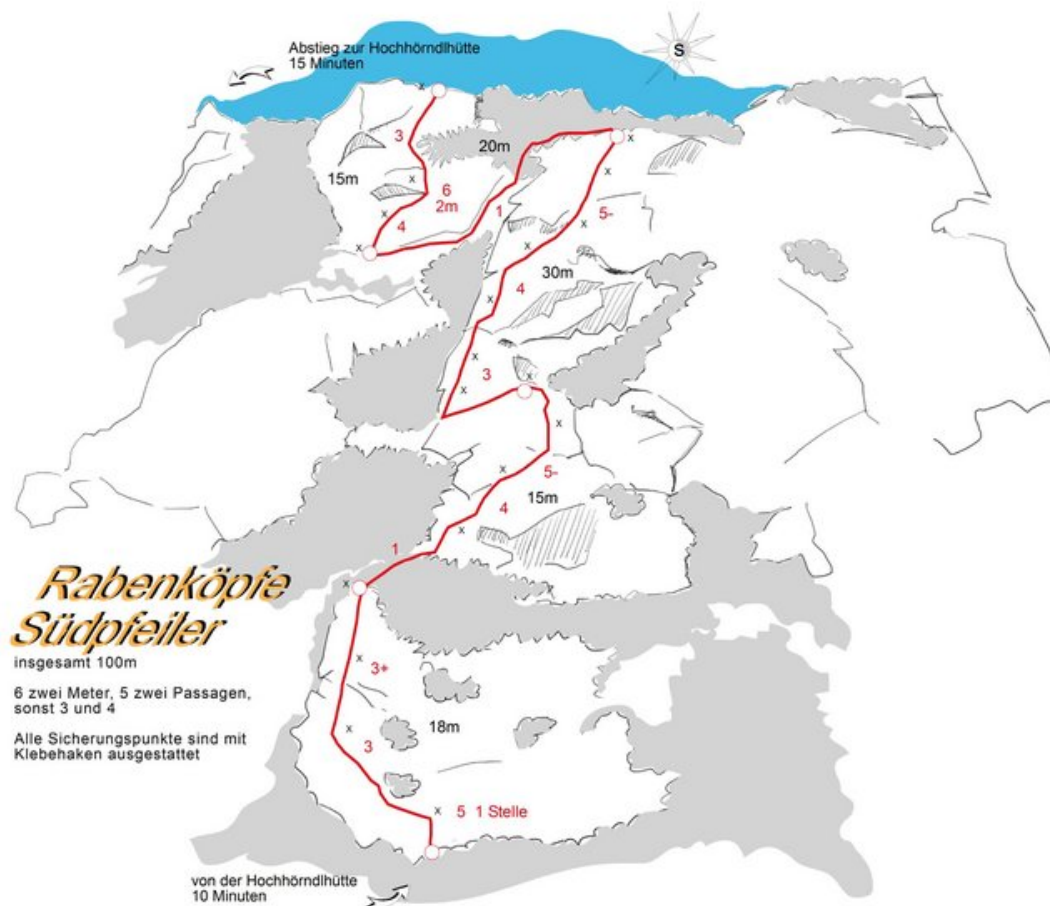 Abstieg zur Hochhörndlhütte
15 Minuten
S
x
3
20m
x
15m
x
x
6
2m
x
1
5-
4
x
x
x
30m
4
x
x
3
x
x
x
x
5-
15m
4
x
1
x
Rabenköpfe
Südpfeiler
insgesamt 100m
6 zwei Meter, 5 zwei Passagen,
sonst 3 und 4
Alle Sicherungspunkte sind mit
Klebehaken ausgestattet
x
3+
18m
x
3
x
5 1 Stelle
von der Hochhörndlhütte
10 Minuten